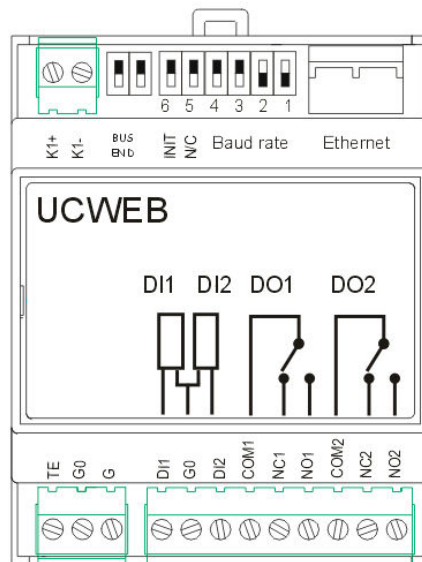 6 5 4 3 2 1
K1+ K1- BUS END INIT N/C Baud rate Ethernet
UCWEB
DI1 DI2 DO1 DO2
TE G0 G DI1 G0 DI2 COM1 NC1 NO1 COM2 NC2 NO2